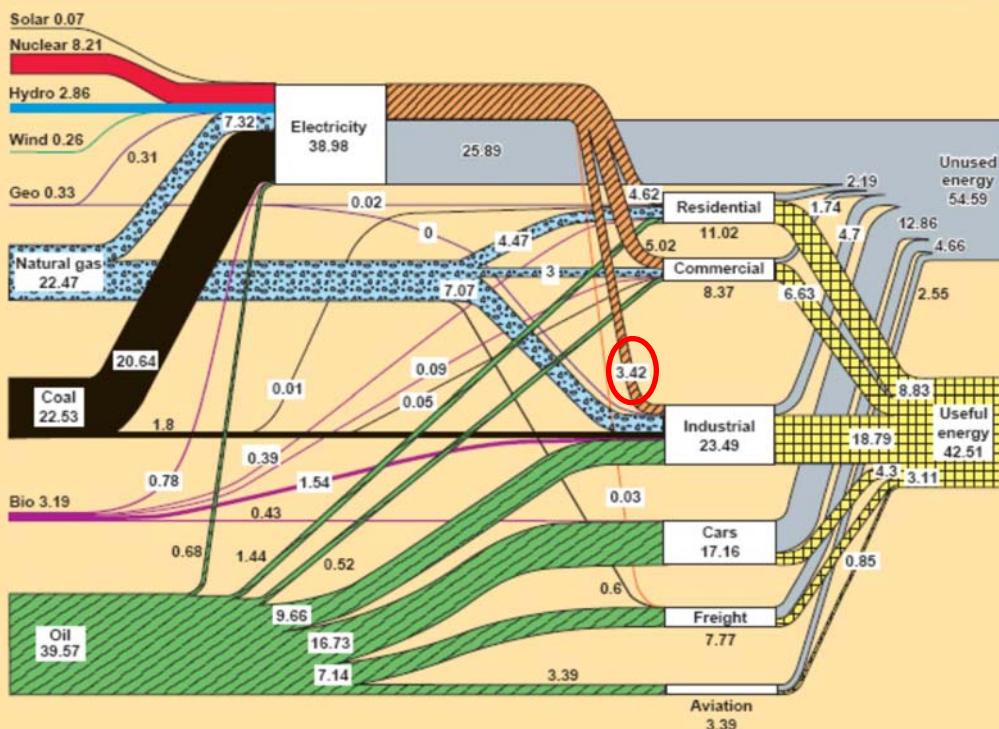 Solar 0.07
Nuclear 8.21
Hydro 2.86
7.32
Wind 0.26
0.31
Geo 0.33
Electricity
38.98
25.89
Unused
energy
54.59
0.02
0
4.62
2.19
1.74
Residential
11.02
4.7
12.86
4.66
4.47
5.02
Natural gas
22.47
7.07
3
Commercial
8.37
6.63
2.55
20.64
0.09
3.42
0.01
0.05
Coal
22.53
1.8
8.83
Industrial
23.49
18.79
Useful
energy
42.51
0.39
0.78
1.54
4.3
3.11
Bio 3.19
0.43
0.03
Cars
17.16
0.68
1.44
0.52
0.85
0.6
9.66
Freight
7.77
Oil
39.57
16.73
7.14
3.39
Aviation
3.39